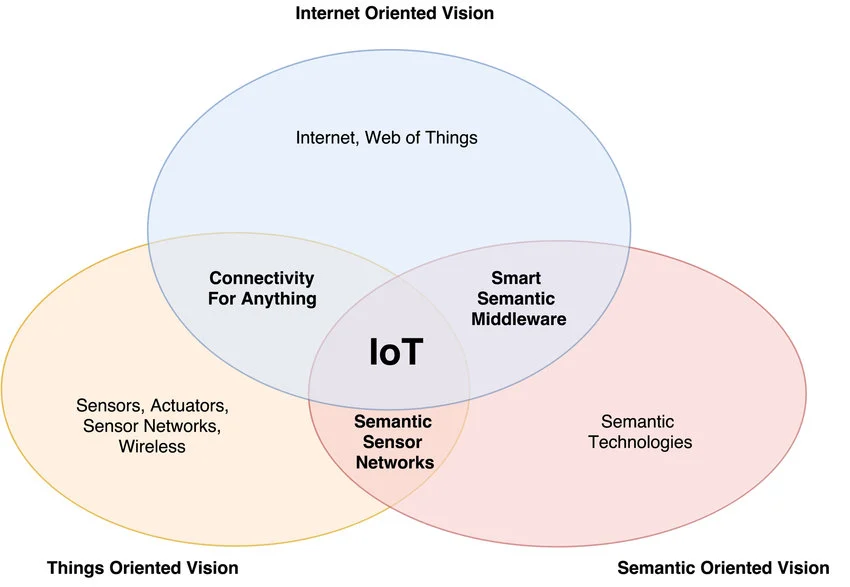 Internet Oriented Vision
Internet, Web of Things
Connectivity
For Anything
Smart
Semantic
Middleware
IoT
Sensors, Actuators,
Sensor Networks,
Wireless
Semantic
Sensor
Networks
Semantic
Technologies
Things Oriented Vision
Semantic Oriented Vision